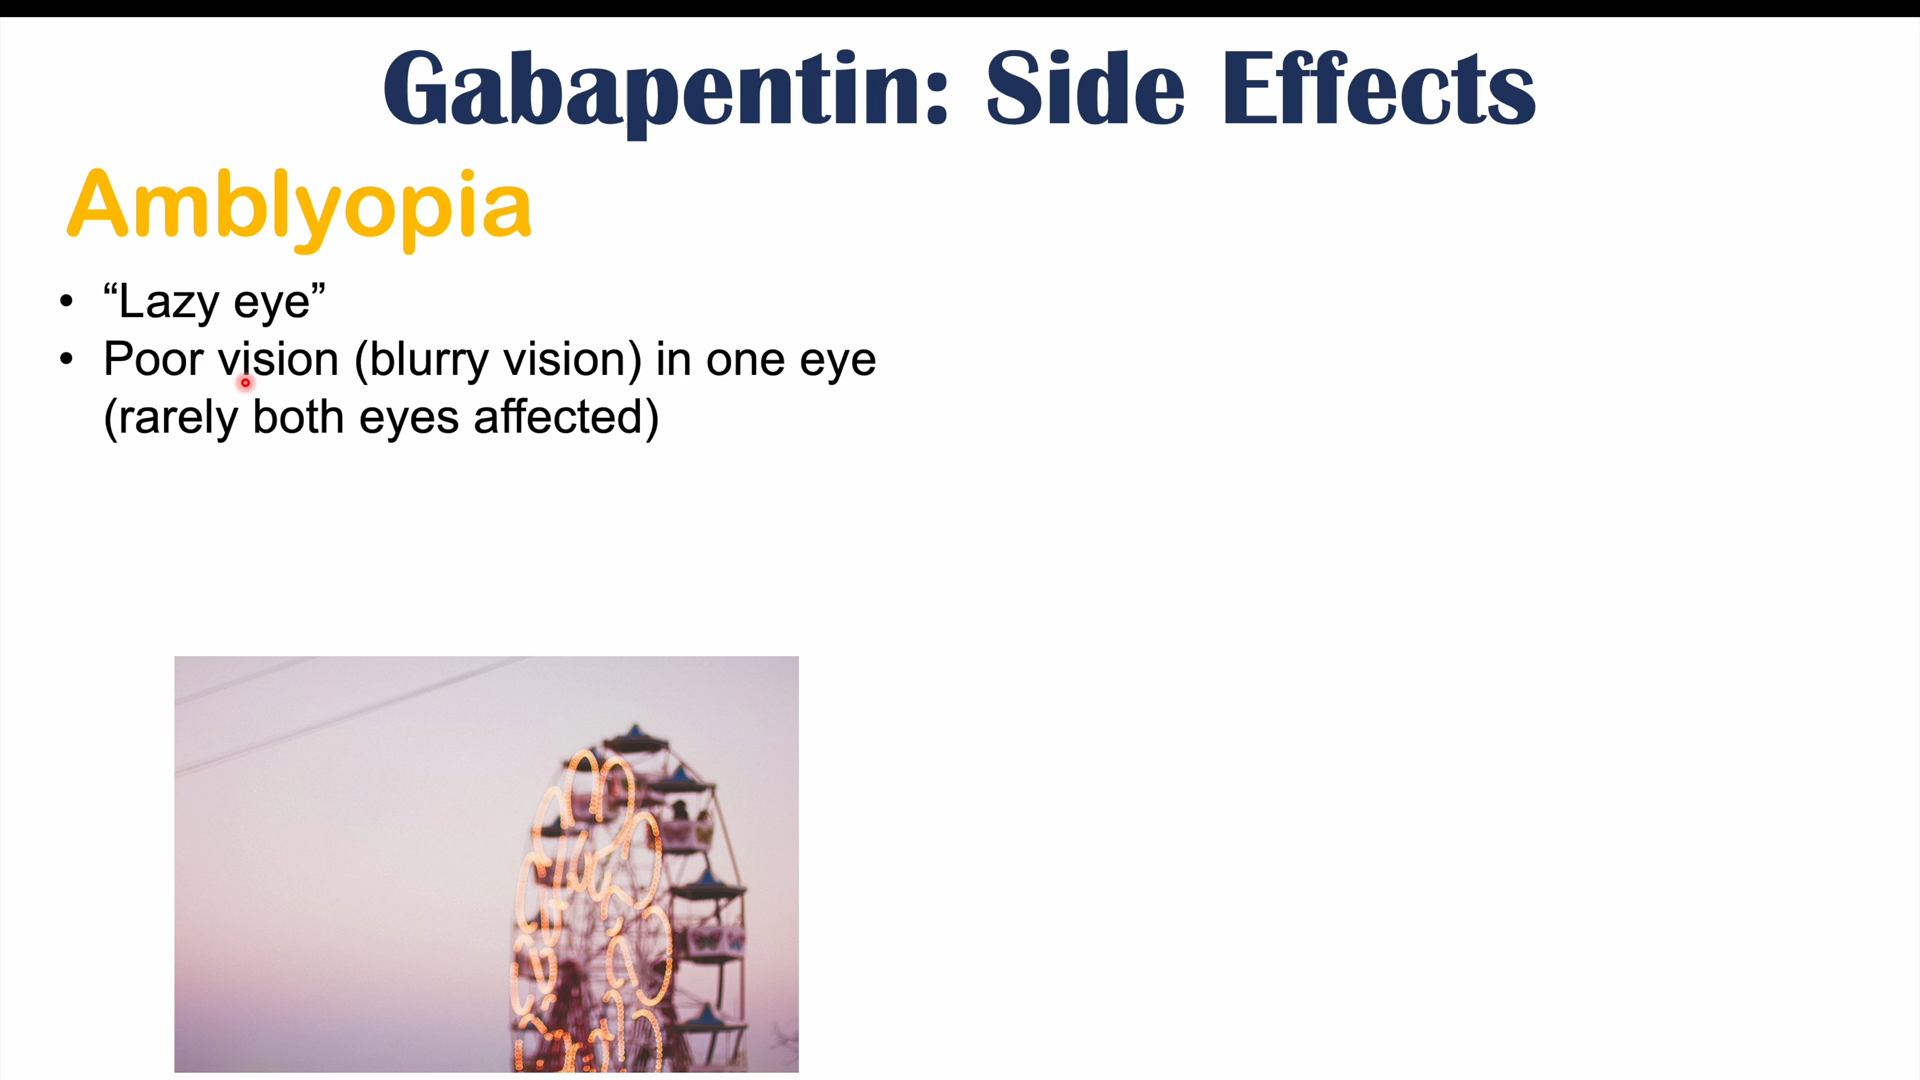 Gabapentin: Side Effects
Amblyopia
• “Lazy eye”
• Poor vision (blurry vision) in one eye
(rarely both eyes affected)